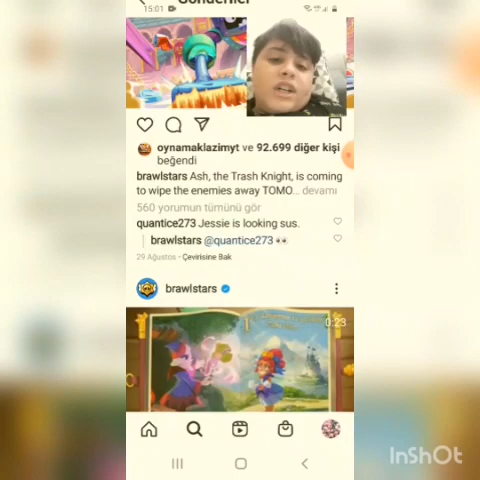 15:01
Gönderiler
oynamaklazimyt ve 92.699 diğer kişi
beğendi
brawlstars Ash, the Trash Knight, is coming
to wipe the enemies away TOMO... devamı
560 yorumun tümünü gör
quantice273 Jessie is looking sus.
brawlstars @quantice273 👀
29 Ağustos • Çevirisine Bak
brawlstars
0:23
InShOt